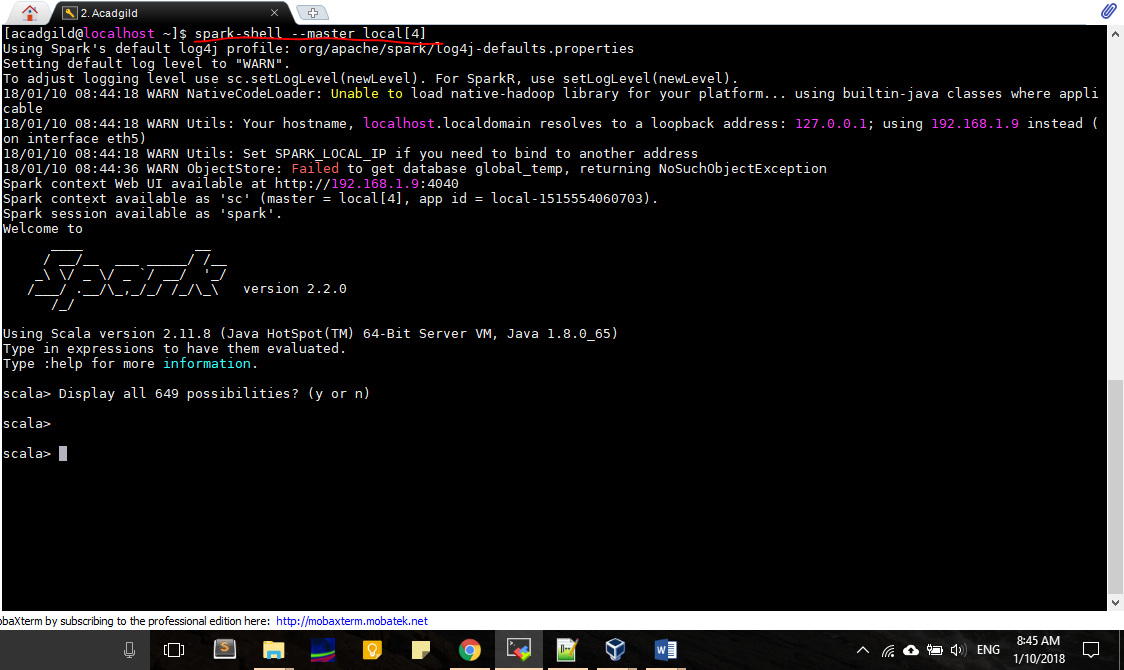 2. Acadgild
[acadgild@localhost ~]$ spark-shell --master local[4]
Using Spark's default log4j profile: org/apache/spark/log4j-defaults.properties
Setting default log level to "WARN".
To adjust logging level use sc.setLogLevel(newLevel). For SparkR, use setLogLevel(newLevel).
18/01/10 08:44:18 WARN NativeCodeLoader: Unable to load native-hadoop library for your platform... using builtin-java classes where appli
cable
18/01/10 08:44:18 WARN Utils: Your hostname, localhost.localdomain resolves to a loopback address: 127.0.0.1; using 192.168.1.9 instead (
on interface eth5)
18/01/10 08:44:18 WARN Utils: Set SPARK_LOCAL_IP if you need to bind to another address
18/01/10 08:44:36 WARN ObjectStore: Failed to get database global_temp, returning NoSuchObjectException
Spark context Web UI available at http://192.168.1.9:4040
Spark context available as 'sc' (master = local[4], app id = local-1515554060703).
Spark session available as 'spark'.
Welcome to
      ____              __
     / __/__  ___ _____/ /__
    _\ \/ _ \/ _ `/ __/  '_/
   /___/ .__/\_,_/_/ /_/\_\   version 2.2.0
      /_/
Using Scala version 2.11.8 (Java HotSpot(TM) 64-Bit Server VM, Java 1.8.0_65)
Type in expressions to have them evaluated.
Type :help for more information.
scala> Display all 649 possibilities? (y or n)
scala>
scala>
obaXterm by subscribing to the professional edition here: http://mobaxterm.mobatek.net
ENG
8:45 AM
1/10/2018